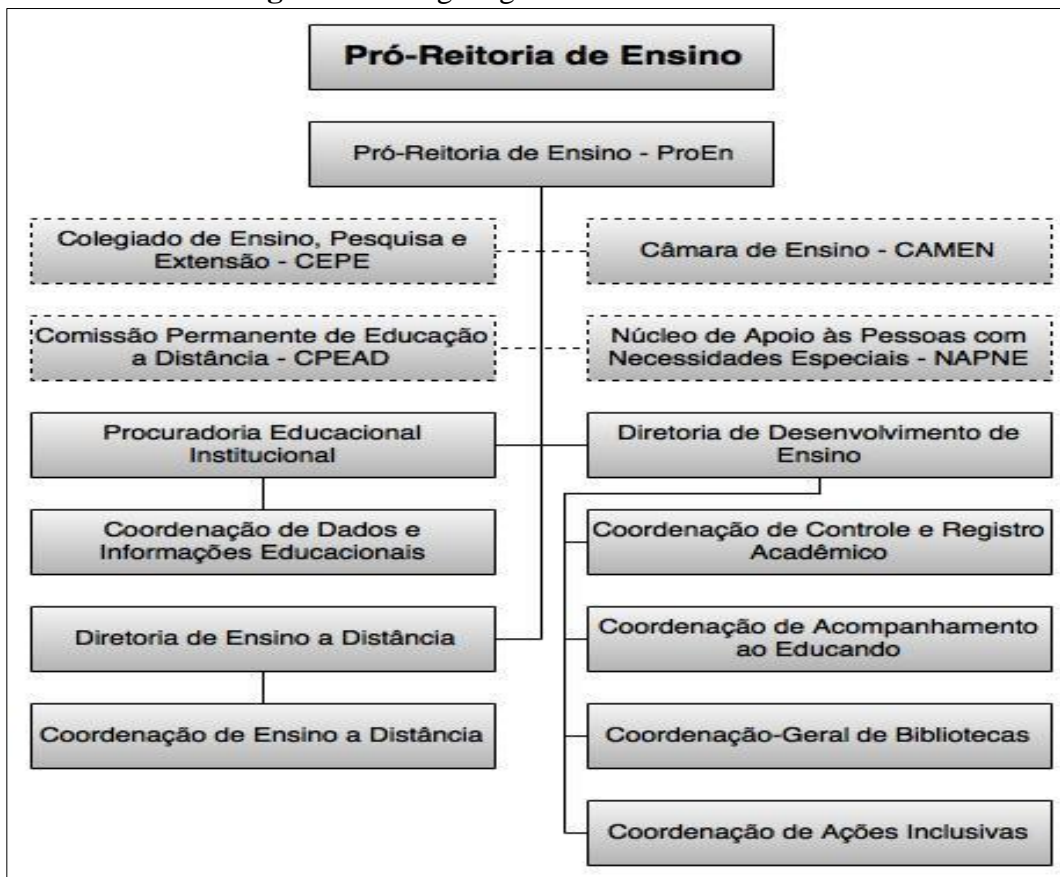 Pró-Reitoria de Ensino
Pró-Reitoria de Ensino - ProEn
Colegiado de Ensino, Pesquisa e
Extensão - CEPE
Câmara de Ensino - CAMEN
Comissão Permanente de Educação
a Distância - CPEAD
Núcleo de Apoio às Pessoas com
Necessidades Especiais - NAPNE
Procuradoria Educacional
Institucional
Diretoria de Desenvolvimento de
Ensino
Coordenação de Dados e
Informações Educacionais
Coordenação de Controle e Registro
Acadêmico
Diretoria de Ensino a Distância
Coordenação de Acompanhamento
ao Educando
Coordenação de Ensino a Distância
Coordenação-Geral de Bibliotecas
Coordenação de Ações Inclusivas